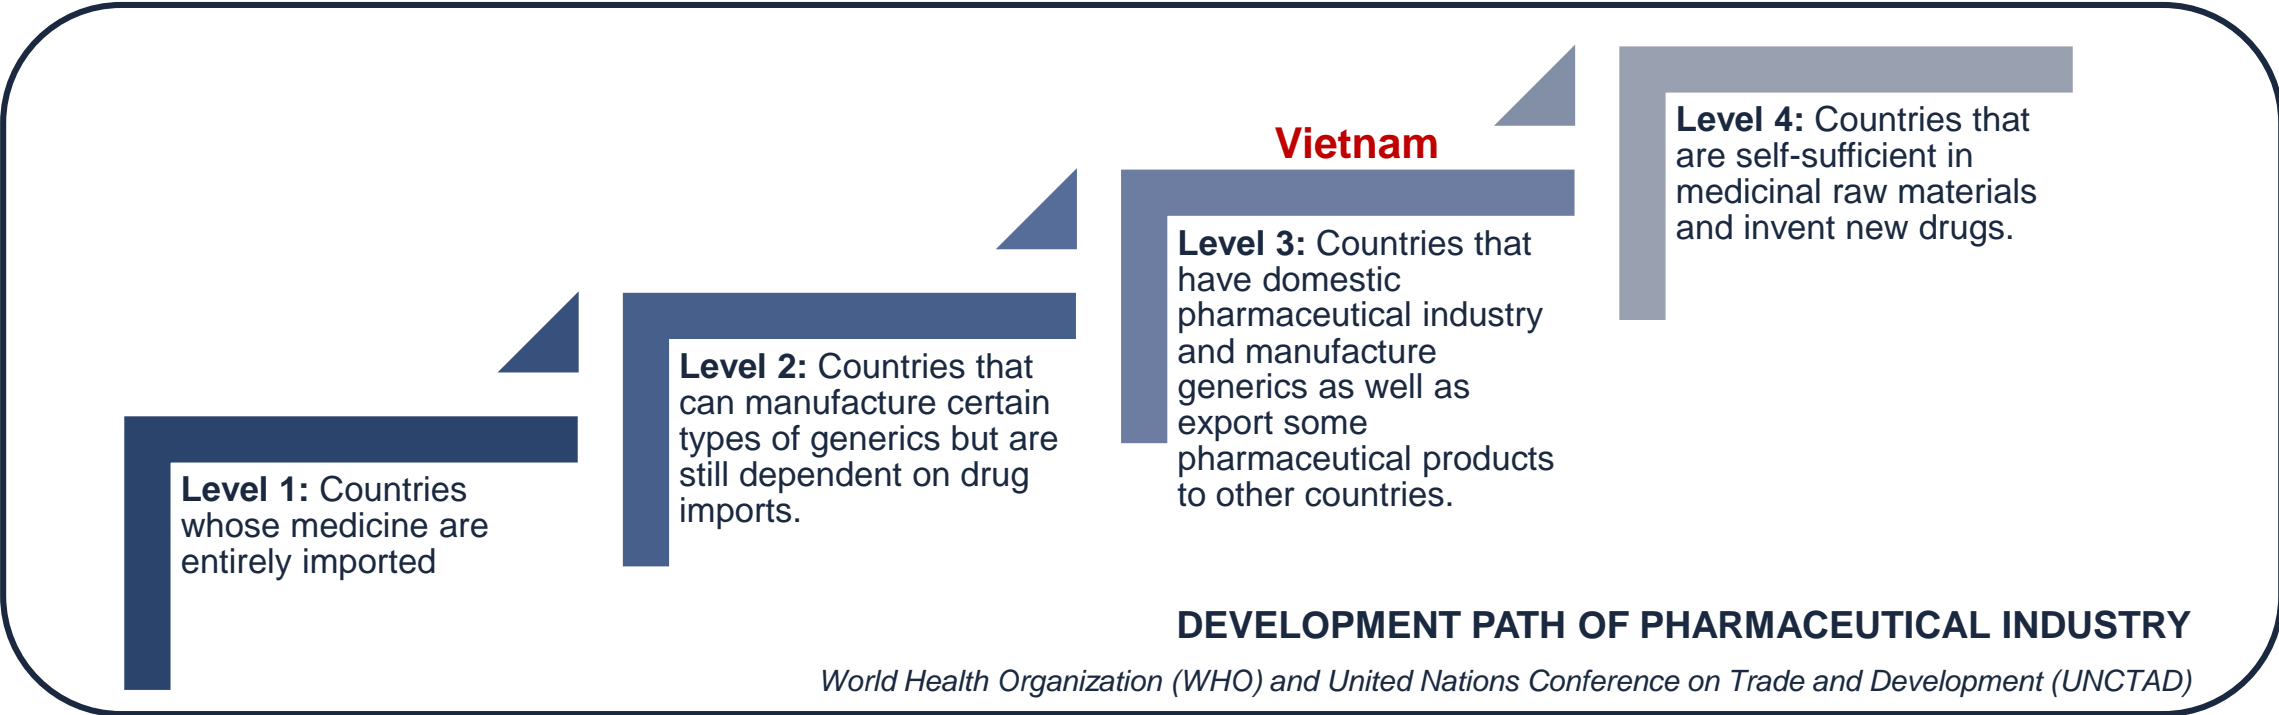 Level 1: Countries
whose medicine are
entirely imported
Level 2: Countries that
can manufacture certain
types of generics but are
still dependent on drug
imports.
Vietnam
Level 3: Countries that
have domestic
pharmaceutical industry
and manufacture
generics as well as
export some
pharmaceutical products
to other countries.
Level 4: Countries that
are self-sufficient in
medicinal raw materials
and invent new drugs.
DEVELOPMENT PATH OF PHARMACEUTICAL INDUSTRY
World Health Organization (WHO) and United Nations Conference on Trade and Development (UNCTAD)